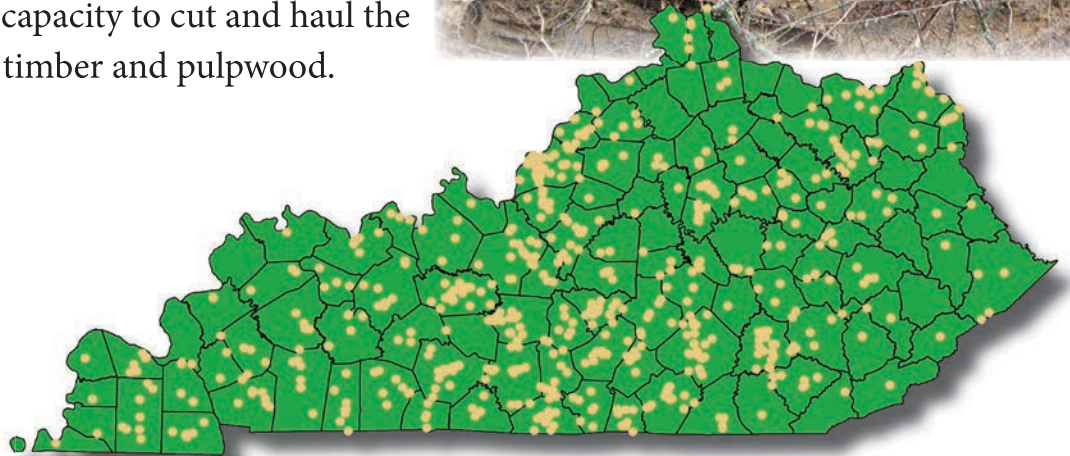 capacity to cut and haul the
timber and pulpwood.